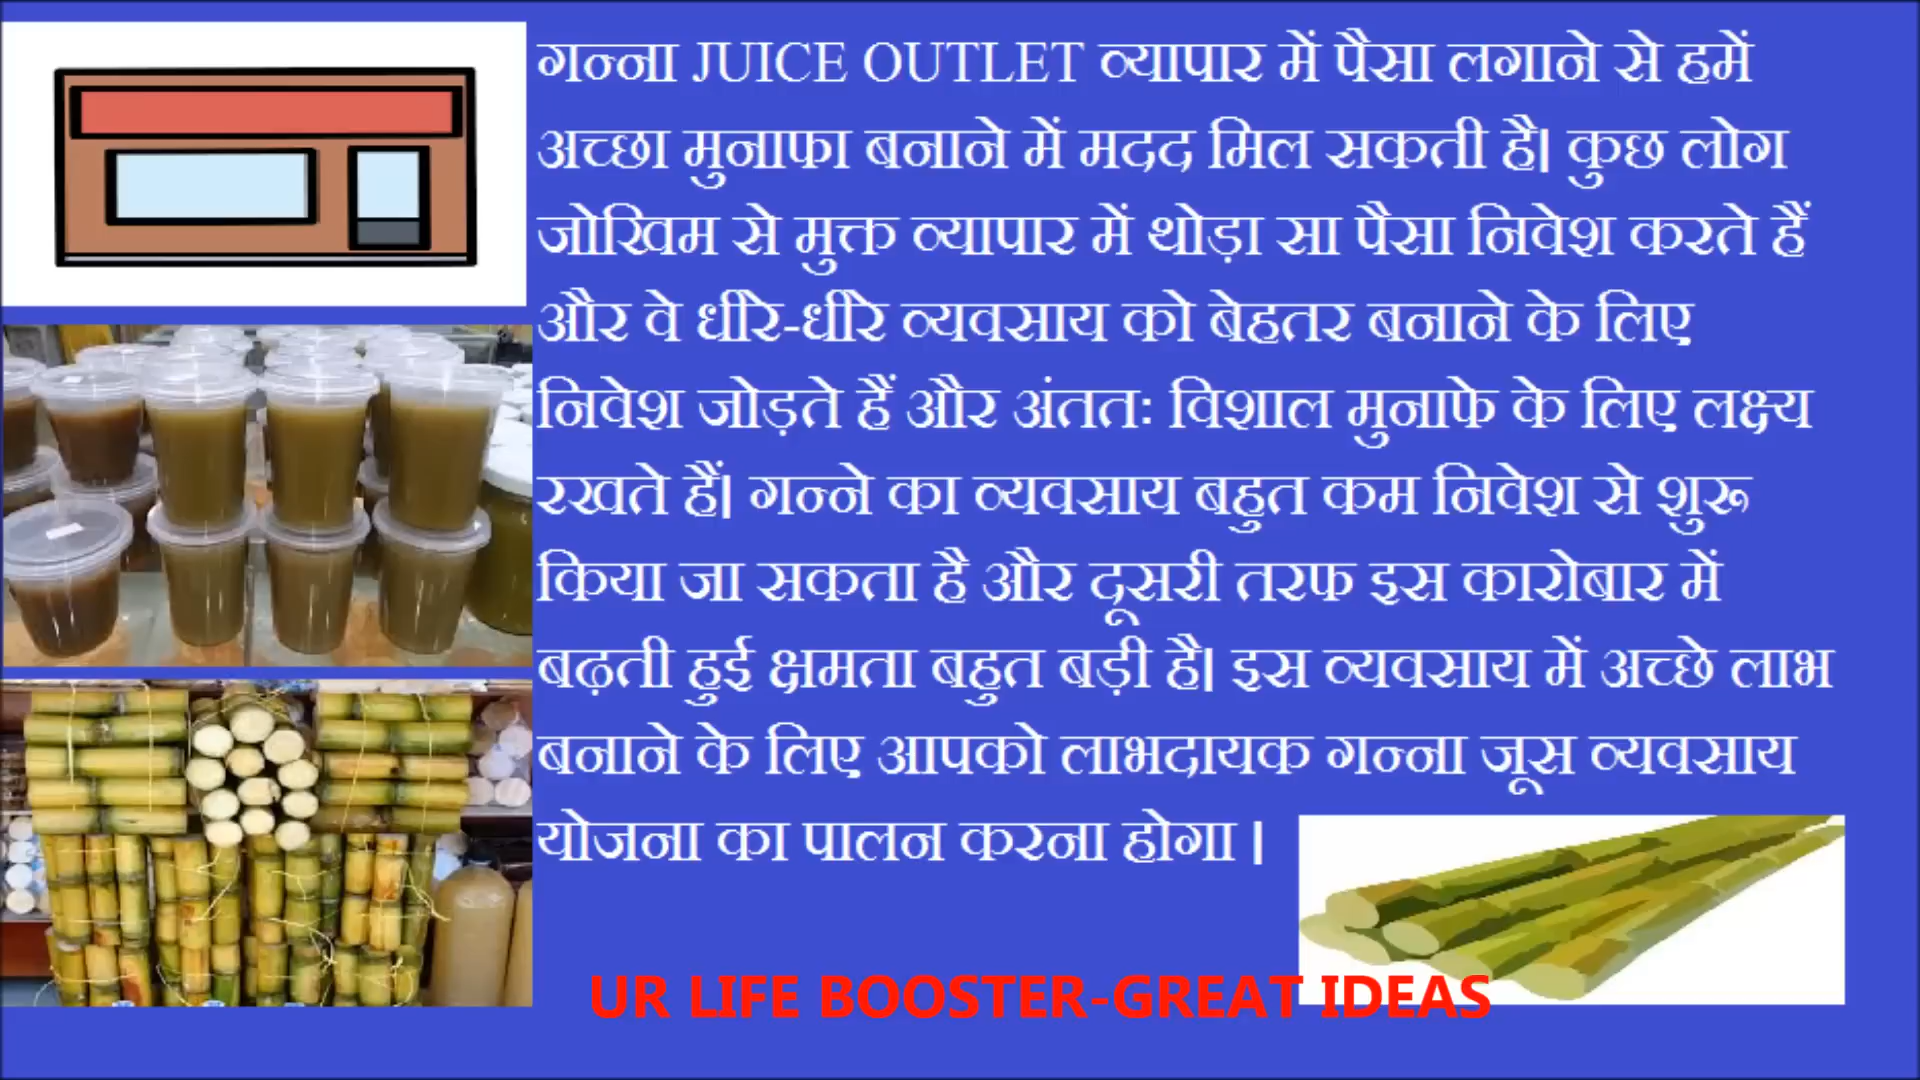 गन्ना JUICE OUTLET व्यापार में पैसा लगाने से हमें
अच्छा मुनाफा बनाने में मदद मिल सकती है। कुछ लोग
जोखिम से मुक्त व्यापार में थोड़ा सा पैसा निवेश करते हैं
और वे धीरे-धीरे व्यवसाय को बेहतर बनाने के लिए
निवेश जोड़ते हैं और अंततः विशाल मुनाफे के लिए लक्ष्य
रखते हैं। गन्ने का व्यवसाय बहुत कम निवेश से शुरू
किया जा सकता है और दूसरी तरफ इस कारोबार में
बढ़ती हुई क्षमता बहुत बड़ी है। इस व्यवसाय में अच्छे लाभ
बनाने के लिए आपको लाभदायक गन्ना जूस व्यवसाय
योजना का पालन करना होगा ।
UR LIFE BOOSTER-GREAT IDEAS